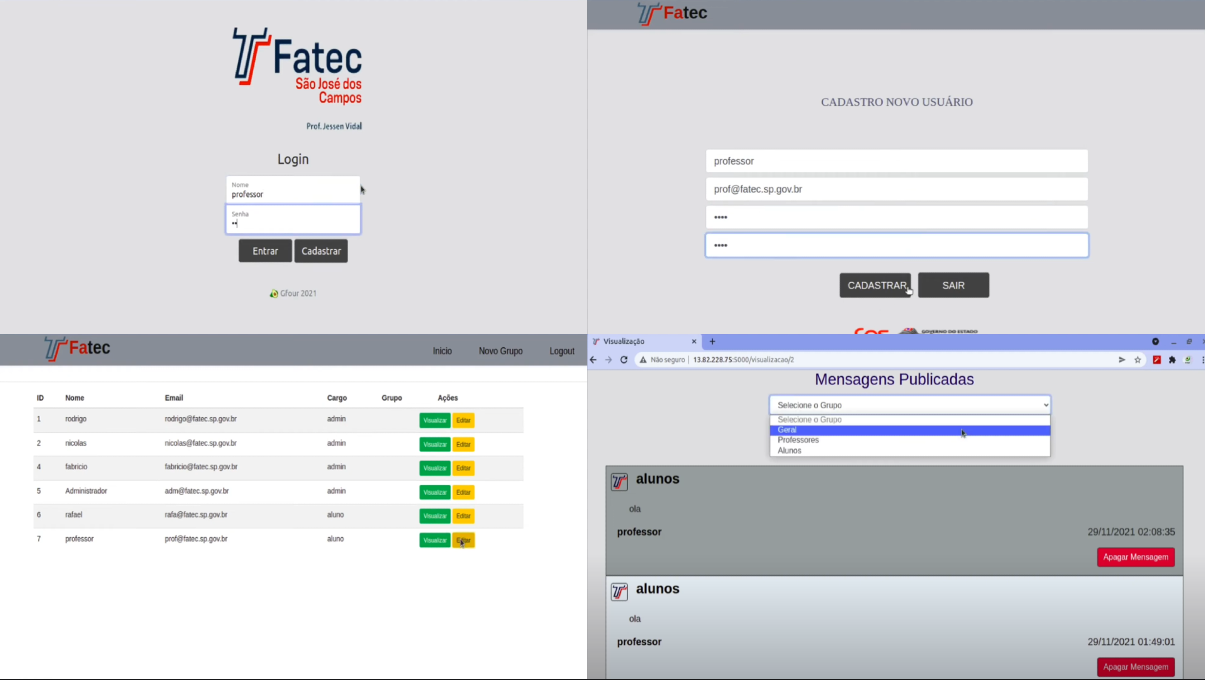 Fatec
São José dos
Campos
Prof. Jessen Vidal
Login
Nome
professor
Senha
••
Entrar Cadastrar
Gfour 2021
Fatec
CADASTRO NOVO USUÁRIO
professor
prof@fatec.sp.gov.br
••••
••••
CADASTRAR SAIR
GOVERNO DO ESTADO
Fatec
Inicio Novo Grupo Logout
ID Nome Email Cargo Grupo Ações
1 rodrigo rodrigo@fatec.sp.gov.br admin Visualizar Editar
2 nicolas nicolas@fatec.sp.gov.br admin Visualizar Editar
4 fabricio fabricio@fatec.sp.gov.br admin Visualizar Editar
5 Administrador adm@fatec.sp.gov.br admin Visualizar Editar
6 rafael rafa@fatec.sp.gov.br aluno Visualizar Editar
7 professor prof@fatec.sp.gov.br aluno Visualizar Editar
Visualização
Não seguro | 13.82.228.75:5000/visualizacao/2
Mensagens Publicadas
Selecione o Grupo
Selecione o Grupo
Geral
Professores
Alunos
alunos
ola
professor 29/11/2021 02:08:35
Apagar Mensagem
alunos
ola
professor 29/11/2021 01:49:01
Apagar Mensagem